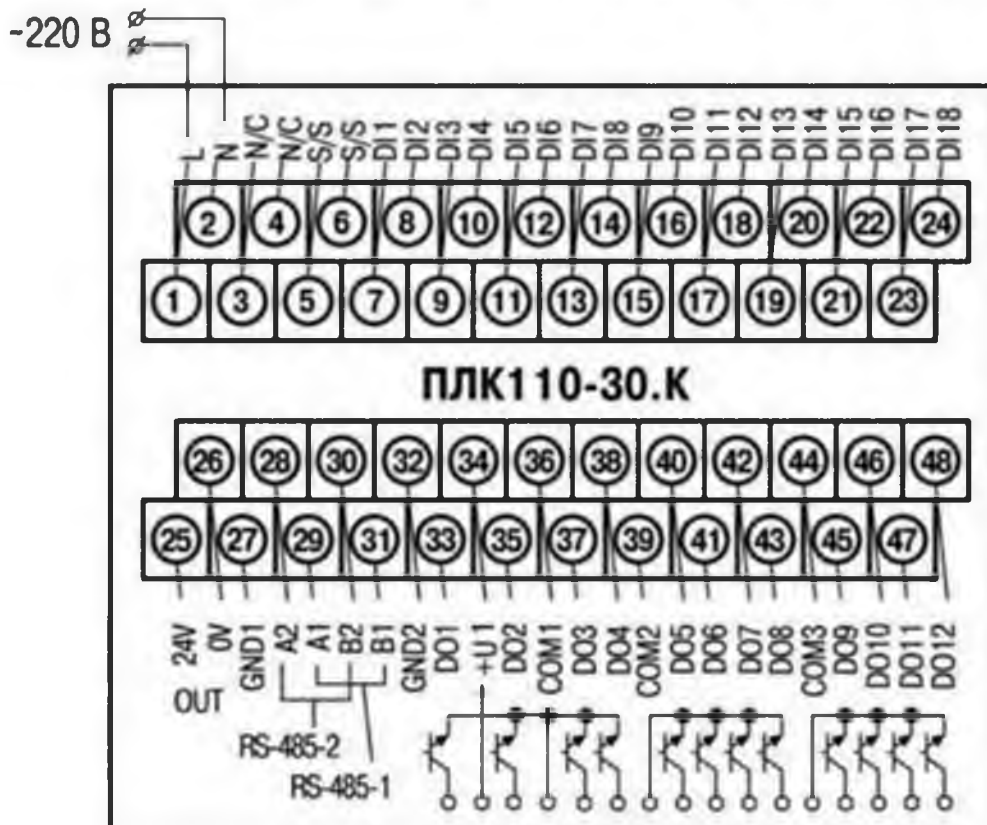 ~220 В
L N N/C N/C S/S S/S DI1 DI2 DI3 DI4 DI5 DI6 DI7 DI8 DI9 DI10 DI11 DI12 DI13 DI14 DI15 DI16 DI17 DI18
2 4 6 8 10 12 14 16 18 20 22 24
1 3 5 7 9 11 13 15 17 19 21 23
ПЛК110-30.К
26 28 30 32 34 36 38 40 42 44 46 48
25 27 29 31 33 35 37 39 41 43 45 47
24V 0V GND1 A2 A1 B2 B1 GND2 DO1 +U1 DO2 COM1 DO3 DO4 COM2 DO5 DO6 DO7 DO8 COM3 DO9 DO10 DO11 DO12
OUT
RS-485-2
RS-485-1